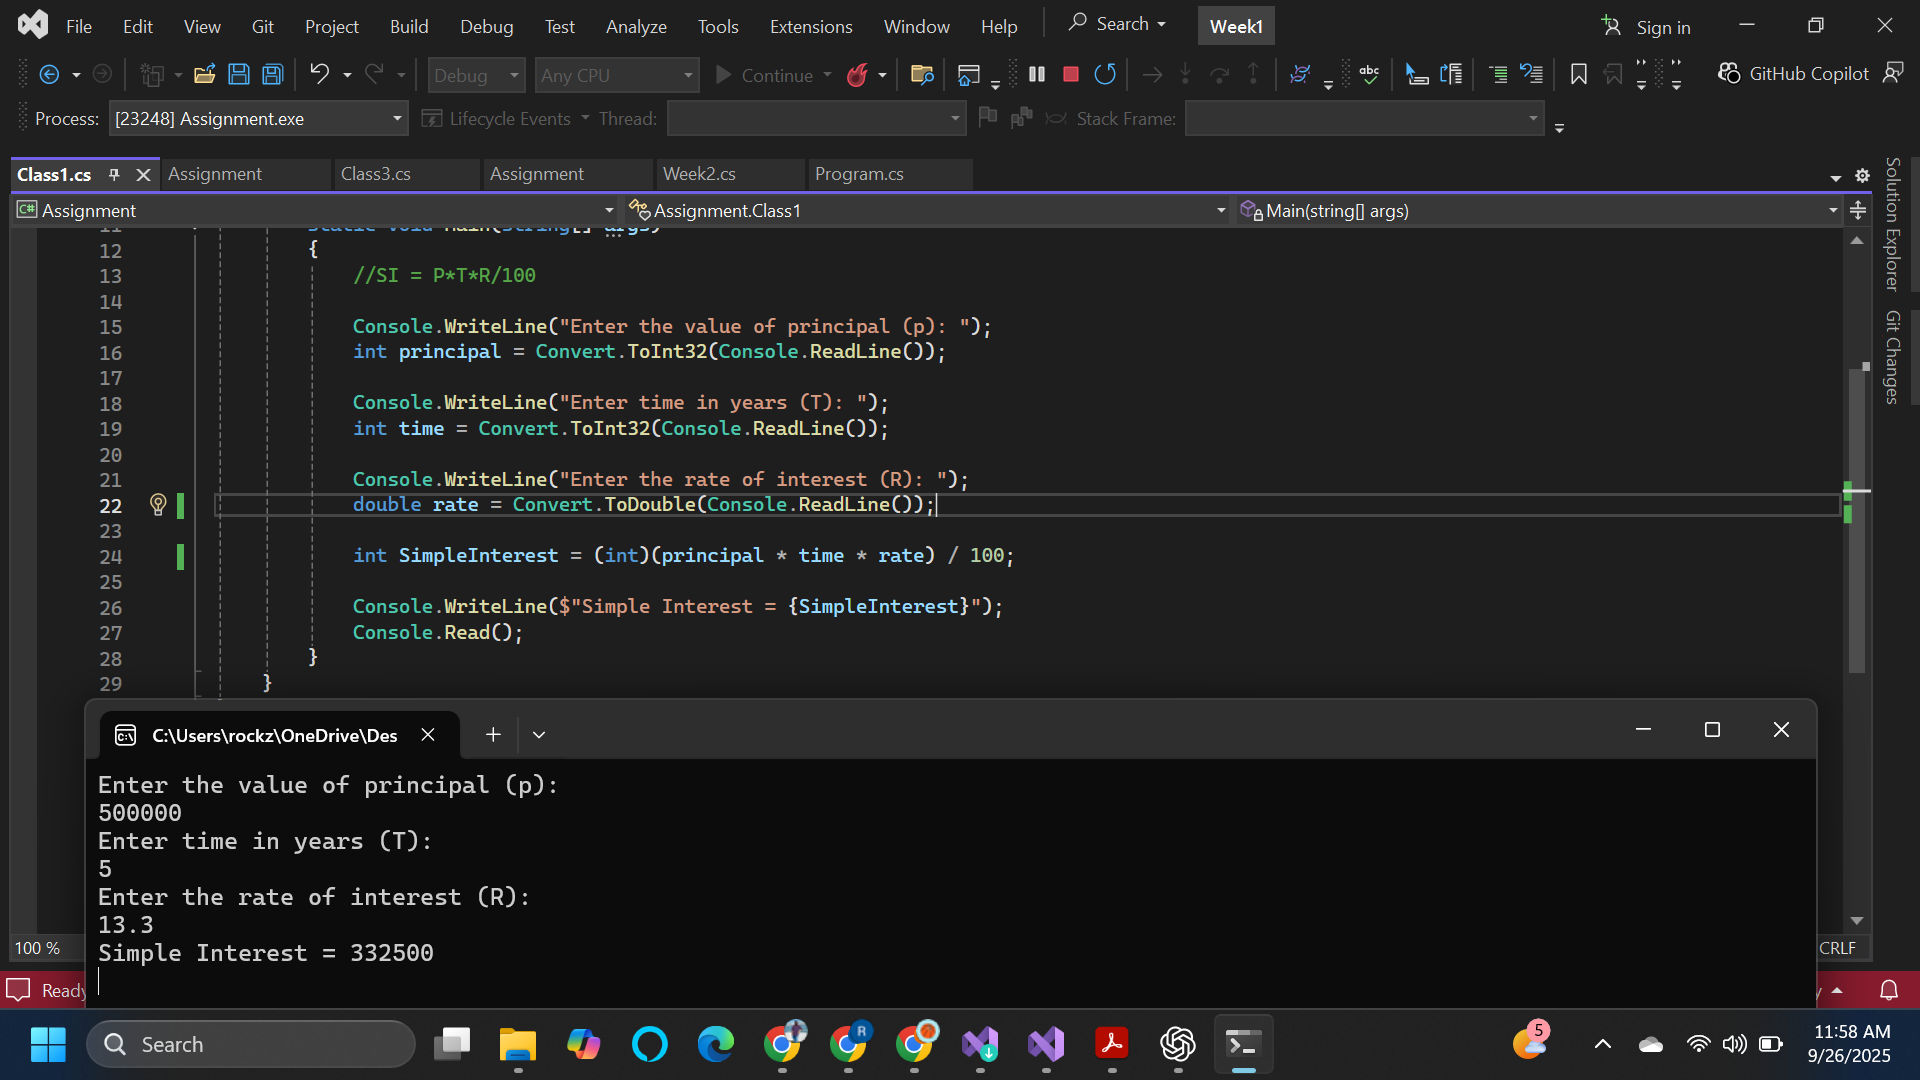 File Edit View Git Project Build Debug Test Analyze Tools Extensions Window Help Search Week1 Sign in
Debug Any CPU Continue abc GitHub Copilot
Process: [23248] Assignment.exe Lifecycle Events Thread: Stack Frame:
Class1.cs Assignment Class3.cs Assignment Week2.cs Program.cs
C# Assignment Assignment.Class1 Main(string[] args)
Solution Explorer
Git Changes
11 static void Main(string[] args)
12 {
13 //SI = P*T*R/100
14
15 Console.WriteLine("Enter the value of principal (p): ");
16 int principal = Convert.ToInt32(Console.ReadLine());
17
18 Console.WriteLine("Enter time in years (T): ");
19 int time = Convert.ToInt32(Console.ReadLine());
20
21 Console.WriteLine("Enter the rate of interest (R): ");
22 double rate = Convert.ToDouble(Console.ReadLine());
23
24 int SimpleInterest = (int)(principal * time * rate) / 100;
25
26 Console.WriteLine($"Simple Interest = {SimpleInterest}");
27 Console.Read();
28 }
29 }
C:\Users\rockz\OneDrive\Des
Enter the value of principal (p):
500000
Enter time in years (T):
5
Enter the rate of interest (R):
13.3
Simple Interest = 332500
100 % CRLF
Ready
Search R 5 11:58 AM
9/26/2025